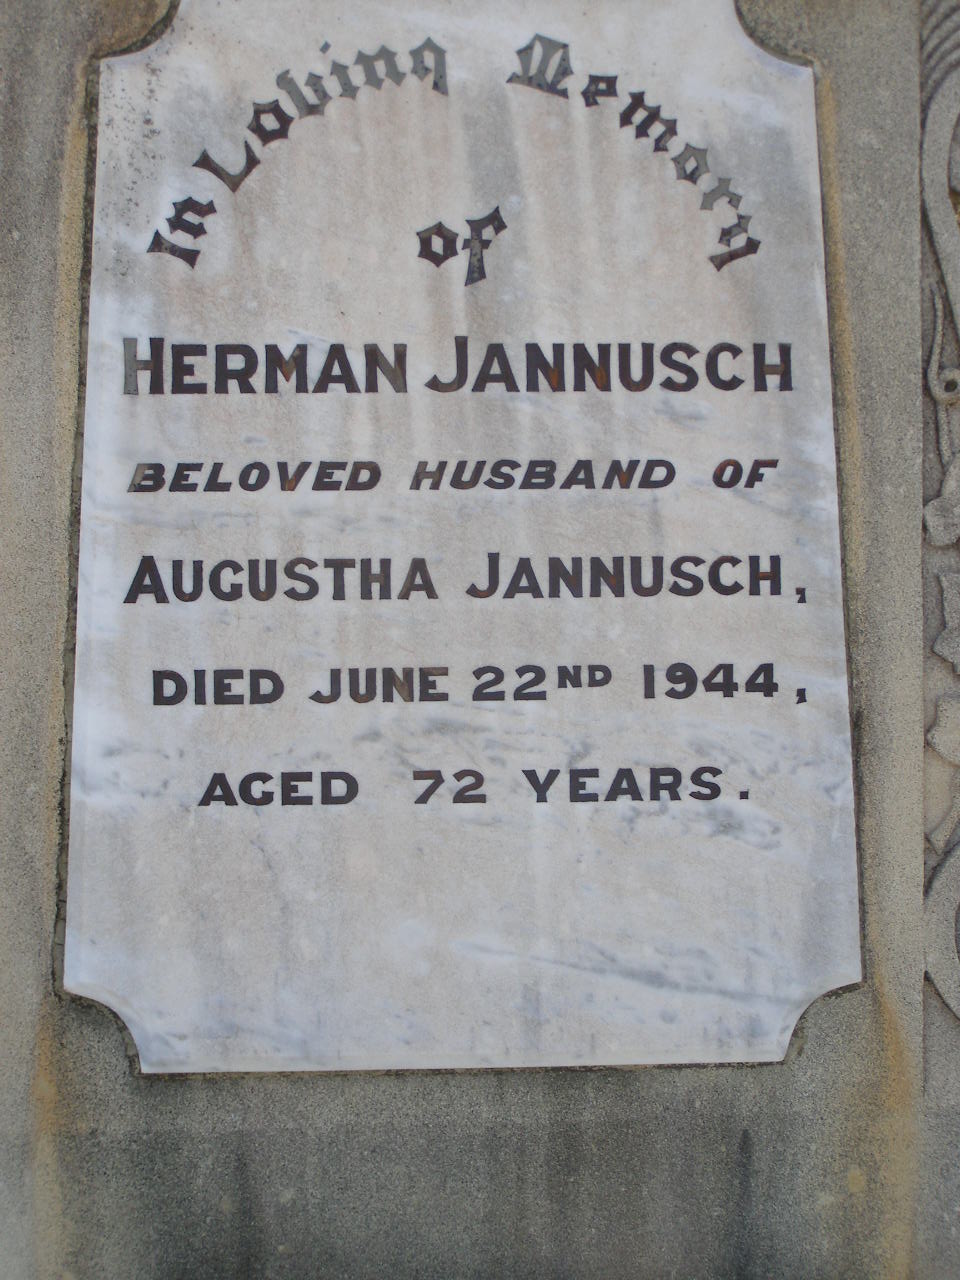 In Loving Memory
of
HERMAN JANNUSCH
BELOVED HUSBAND OF
AUGUSTHA JANNUSCH,
DIED JUNE 22ND 1944,
AGED 72 YEARS.